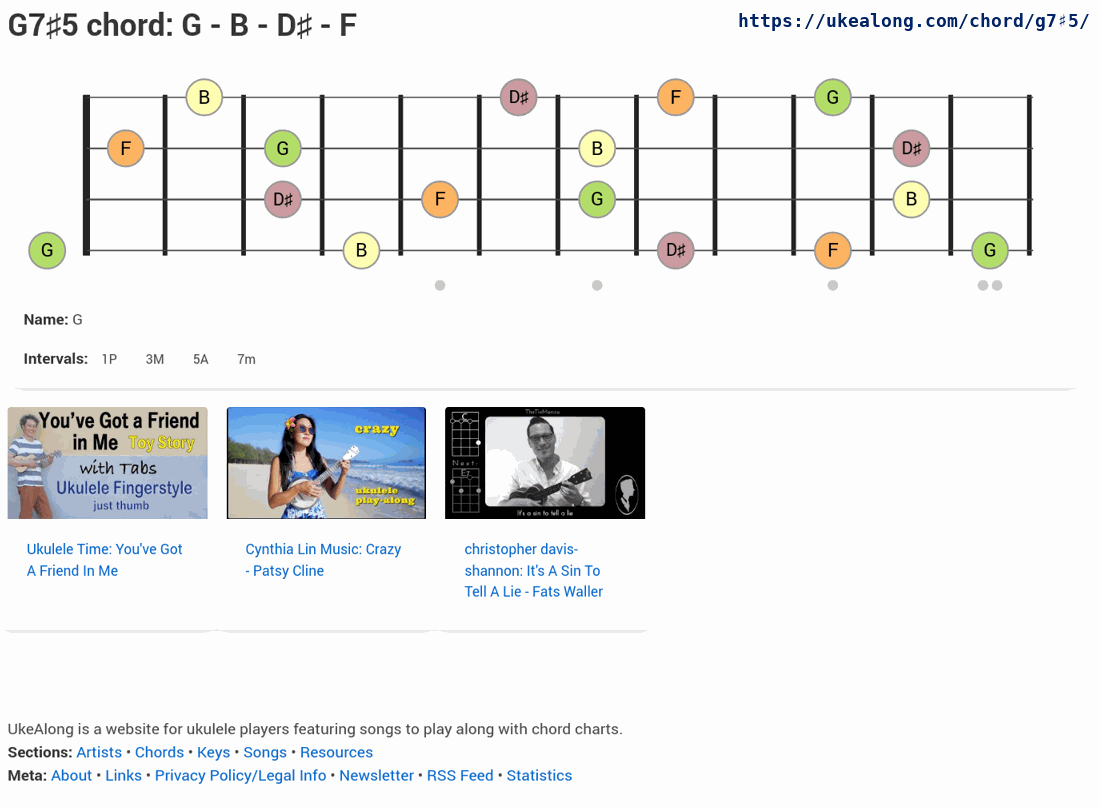 G7♯5 chord: G - B - D♯ - F
https://ukealong.com/chord/g7♯5/
B D♯ F G
F G B D♯
D♯ F G B
G B D♯ F G
Name: G
Intervals: 1P 3M 5A 7m
You've Got a Friend
in Me Toy Story
with Tabs
Ukulele Fingerstyle
just thumb
crazy
ukulele
play-along
TheTieManza
C
Next:
E7
It's a sin to tell a lie
Ukulele Time: You've Got
A Friend In Me
Cynthia Lin Music: Crazy
- Patsy Cline
christopher davis-
shannon: It's A Sin To
Tell A Lie - Fats Waller
UkeAlong is a website for ukulele players featuring songs to play along with chord charts.
Sections: Artists • Chords • Keys • Songs • Resources
Meta: About • Links • Privacy Policy/Legal Info • Newsletter • RSS Feed • Statistics